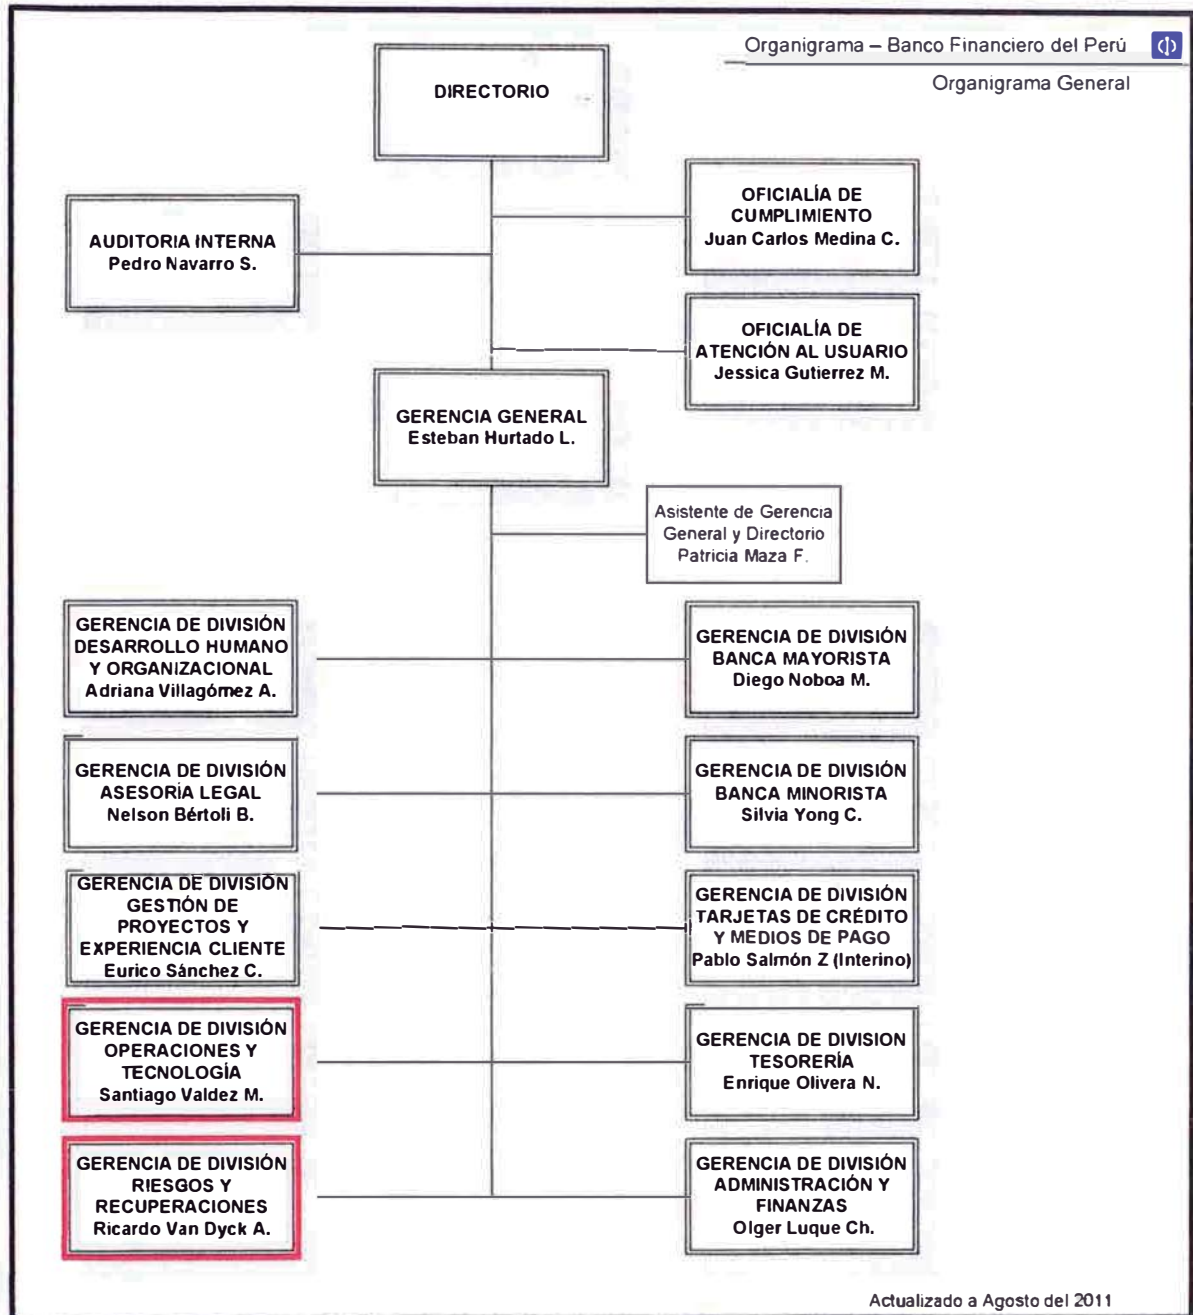 Organigrama – Banco Financiero del Perú
Organigrama General
DIRECTORIO
OFICIALÍA DE
CUMPLIMIENTO
Juan Carlos Medina C.
AUDITORIA INTERNA
Pedro Navarro S.
OFICIALÍA DE
ATENCIÓN AL USUARIO
Jessica Gutierrez M.
GERENCIA GENERAL
Esteban Hurtado L.
Asistente de Gerencia
General y Directorio
Patricia Maza F.
GERENCIA DE DIVISIÓN
DESARROLLO HUMANO
Y ORGANIZACIONAL
Adriana Villagómez A.
GERENCIA DE DIVISIÓN
BANCA MAYORISTA
Diego Noboa M.
GERENCIA DE DIVISIÓN
ASESORÍA LEGAL
Nelson Bértoli B.
GERENCIA DE DIVISIÓN
BANCA MINORISTA
Silvia Yong C.
GERENCIA DE DIVISIÓN
GESTIÓN DE
PROYECTOS Y
EXPERIENCIA CLIENTE
Eurico Sánchez C.
GERENCIA DE DIVISIÓN
TARJETAS DE CRÉDITO
Y MEDIOS DE PAGO
Pablo Salmón Z (Interino)
GERENCIA DE DIVISIÓN
OPERACIONES Y
TECNOLOGÍA
Santiago Valdez M.
GERENCIA DE DIVISION
TESORERÍA
Enrique Olivera N.
GERENCIA DE DIVISIÓN
RIESGOS Y
RECUPERACIONES
Ricardo Van Dyck A.
GERENCIA DE DIVISIÓN
ADMINISTRACIÓN Y
FINANZAS
Olger Luque Ch.
Actualizado a Agosto del 2011